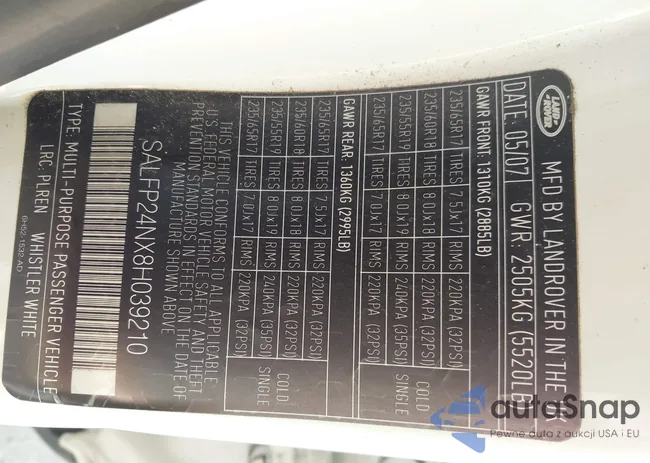 LAND-
ROVER
MFD BY LANDROVER IN THE
DATE: 05/07 GWR: 2505KG (5520LB
GAWR FRONT: 1310KG (2885LB)
235/65R17 TIRES 7.5Jx17 RIMS 220KPA (32PSI)
235/60R18 TIRES 8.0Jx18 RIMS 220KPA (32PSI) COLD
235/55R19 TIRES 8.0Jx19 RIMS 240KPA (35PSI) SINGLE
235/65R17 TIRES 7.0Jx17 RIMS 220KPA (32PSI)
GAWR REAR: 1360KG (2995LB)
235/65R17 TIRES 7.5Jx17 RIMS 220KPA (32PSI)
235/60R18 TIRES 8.0Jx18 RIMS 220KPA (32PSI) COLD
235/55R19 TIRES 8.0Jx19 RIMS 240KPA (35PSI) SINGLE
235/65R17 TIRES 7.0Jx17 RIMS 220KPA (32PSI)
THIS VEHICLE CONFORMS TO ALL APPLICABLE
U.S. FEDERAL MOTOR VEHICLE SAFETY AND THEFT
PREVENTION STANDARDS IN EFFECT ON THE DATE OF
MANUFACTURE SHOWN ABOVE
SALFP24NX8H039210
TYPE: MULTI-PURPOSE PASSENGER VEHICLE
LRC: PLREN WHISTLER WHITE
6H52-1532-AD
autoSnap
Pewne auta z aukcji USA i EU